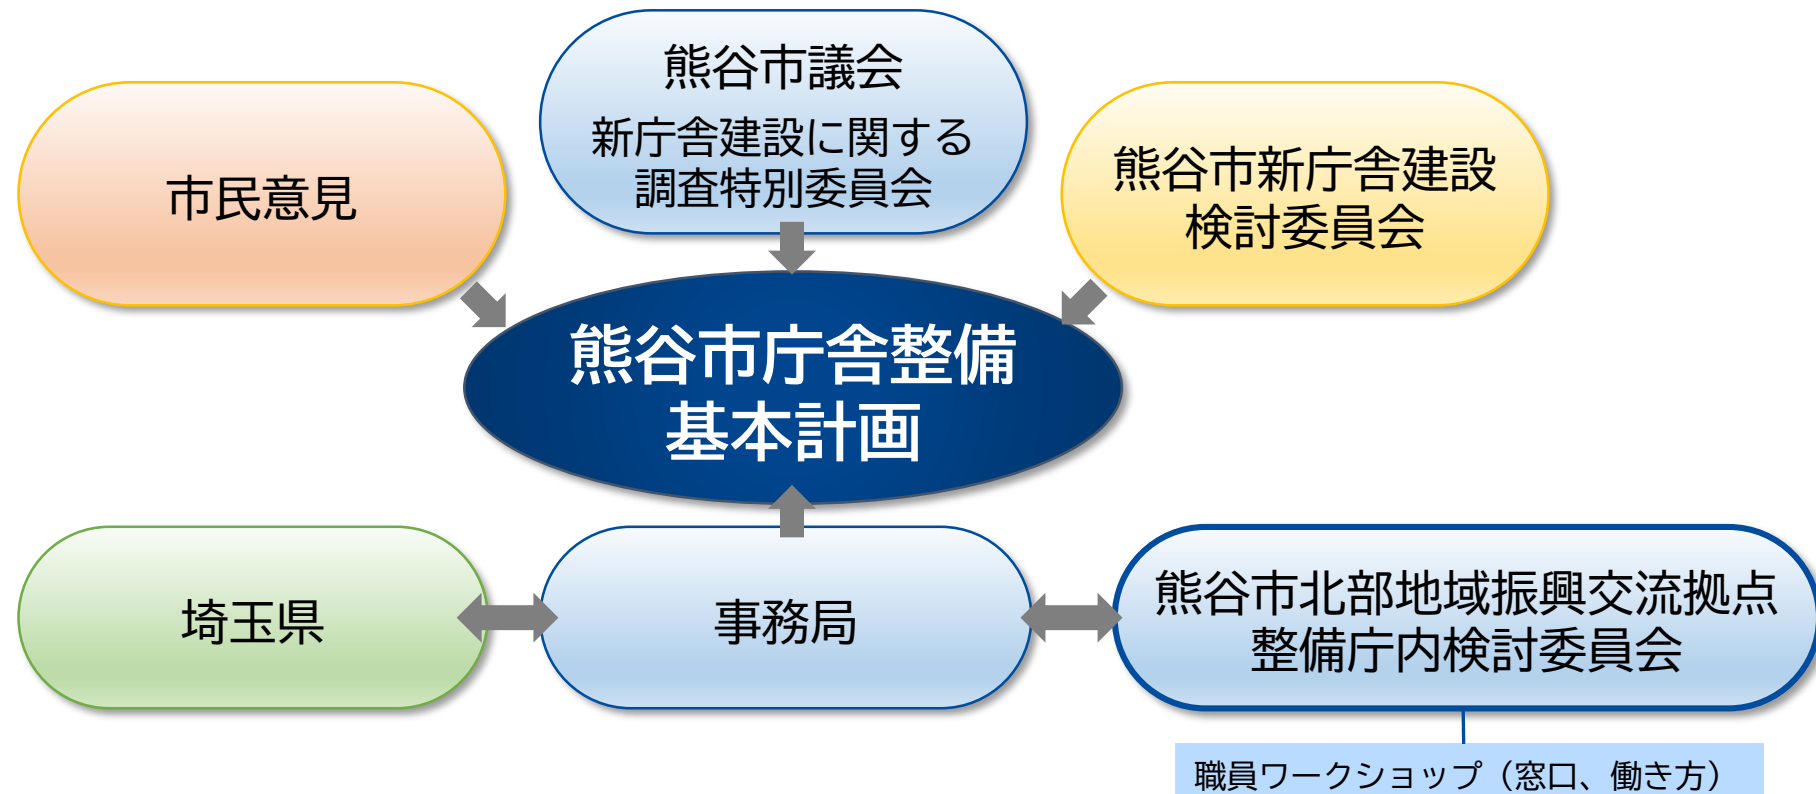 熊谷市議会
新庁舎建設に関する
調査特別委員会
市民意見
熊谷市新庁舎建設
検討委員会
熊谷市庁舎整備
基本計画
埼玉県
事務局
熊谷市北部地域振興交流拠点
整備庁内検討委員会
職員ワークショップ（窓口、働き方）